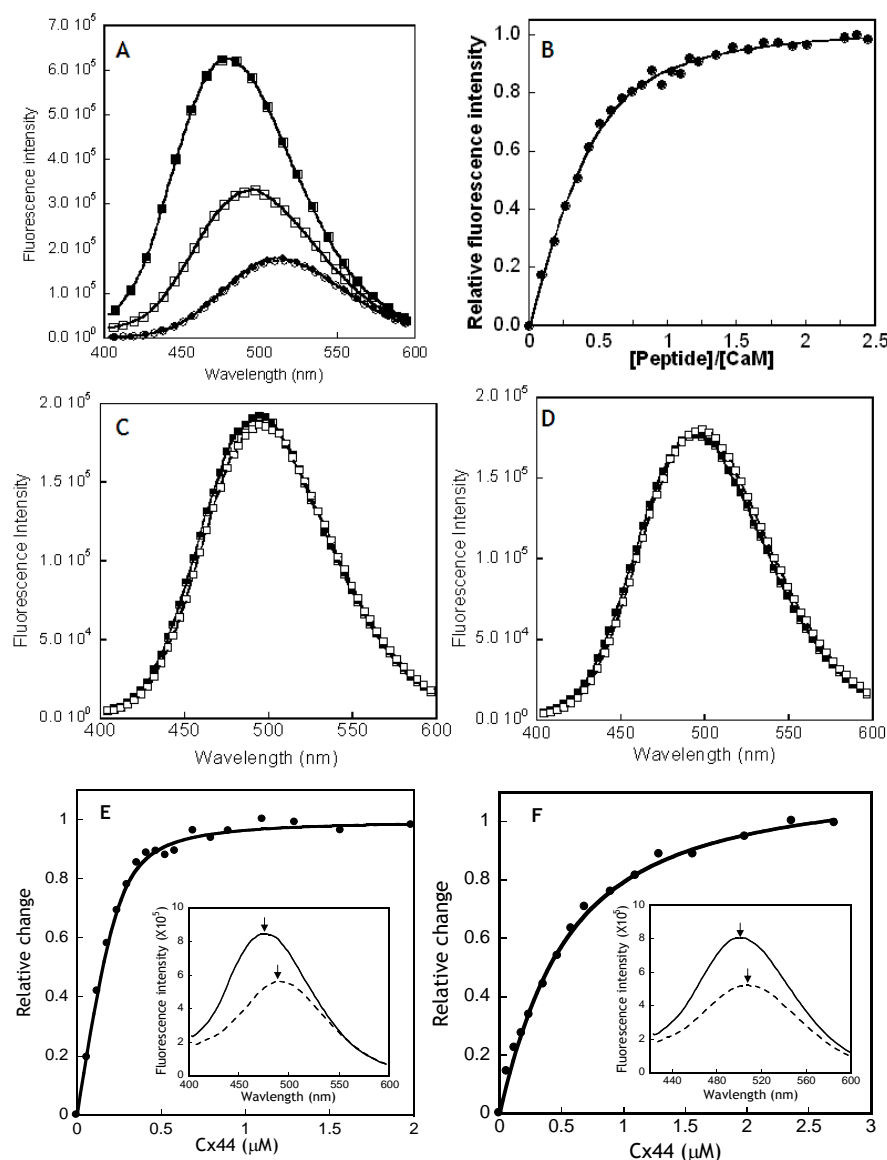 A
Fluorescence intensity
7.0 10⁵
6.0 10⁵
5.0 10⁵
4.0 10⁵
3.0 10⁵
2.0 10⁵
1.0 10⁵
0.0 10⁰
400 450 500 550 600
Wavelength (nm)
B
Relative fluorescence intensity
1.0
0.8
0.6
0.4
0.2
0.0
0 0.5 1.0 1.5 2.0 2.5
[Peptide]/[CaM]
C
Fluorescence Intensity
2.0 10⁵
1.5 10⁵
1.0 10⁵
5.0 10⁴
0.0 10⁰
400 450 500 550 600
Wavelength (nm)
D
Fluorescence Intensity
2.0 10⁵
1.5 10⁵
1.0 10⁵
5.0 10⁴
0.0 10⁰
400 450 500 550 600
Wavelength (nm)
E
Relative change
1
0.8
0.6
0.4
0.2
0
0 0.5 1 1.5 2
Cx44 (μM)
Fluorescence intensity (X10⁵)
10
8
6
4
2
0
400 450 500 550 600
Wavlength (nm)
F
Relative change
1
0.8
0.6
0.4
0.2
0
0 0.5 1 1.5 2 2.5 3
Cx44 (μM)
Fluorescence intensity (X10⁵)
10
8
6
4
2
0
440 480 520 560 600
Wavlength (nm)